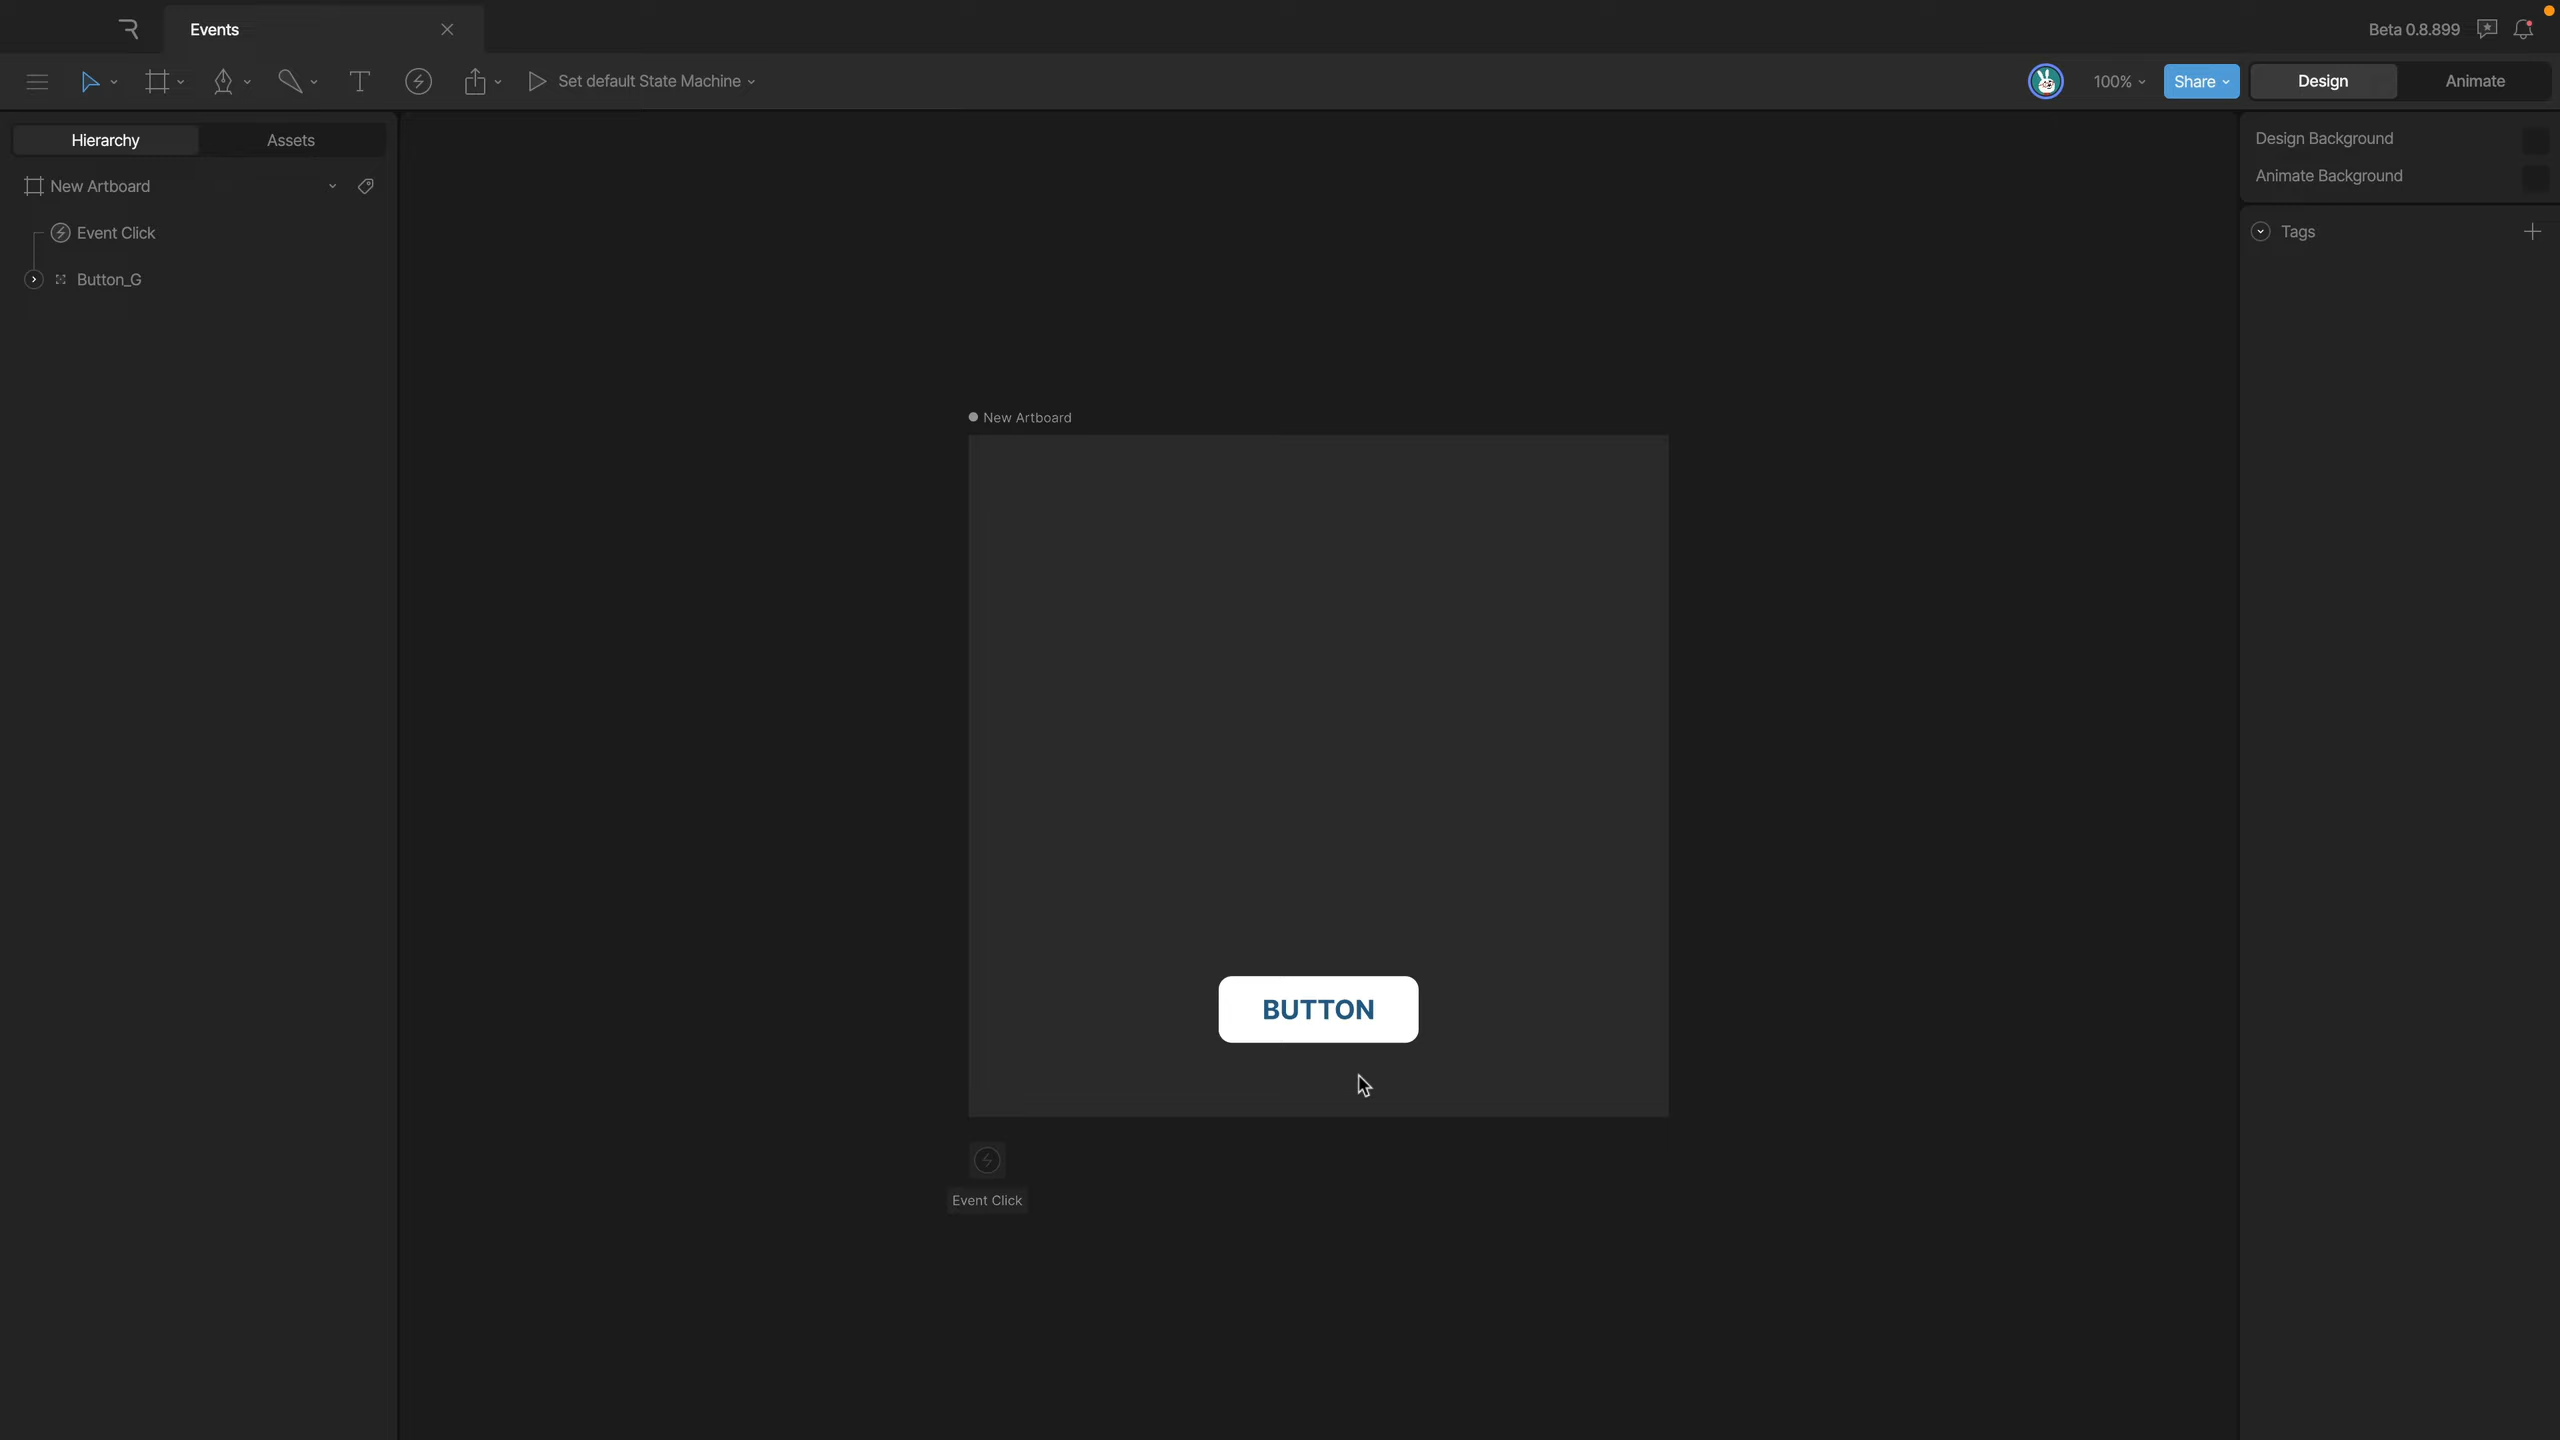 Events
Beta 0.8.899
Set default State Machine
100%
Share
Design
Animate
Hierarchy
Assets
New Artboard
Event Click
Button_G
Design Background
Animate Background
Tags
New Artboard
BUTTON
Event Click